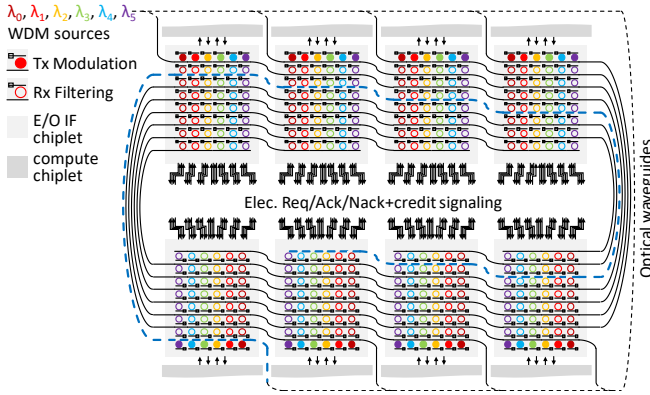 λ0, λ1, λ2, λ3, λ4, λ5
WDM sources
Tx Modulation
Rx Filtering
E/O IF
chiplet
compute
chiplet
Elec. Req/Ack/Nack+credit signaling
Optical waveguides